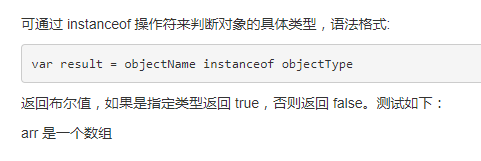 可通过 instanceof 操作符来判断对象的具体类型，语法格式:
var result = objectName instanceof objectType
返回布尔值，如果是指定类型返回 true，否则返回 false。测试如下：
arr 是一个数组